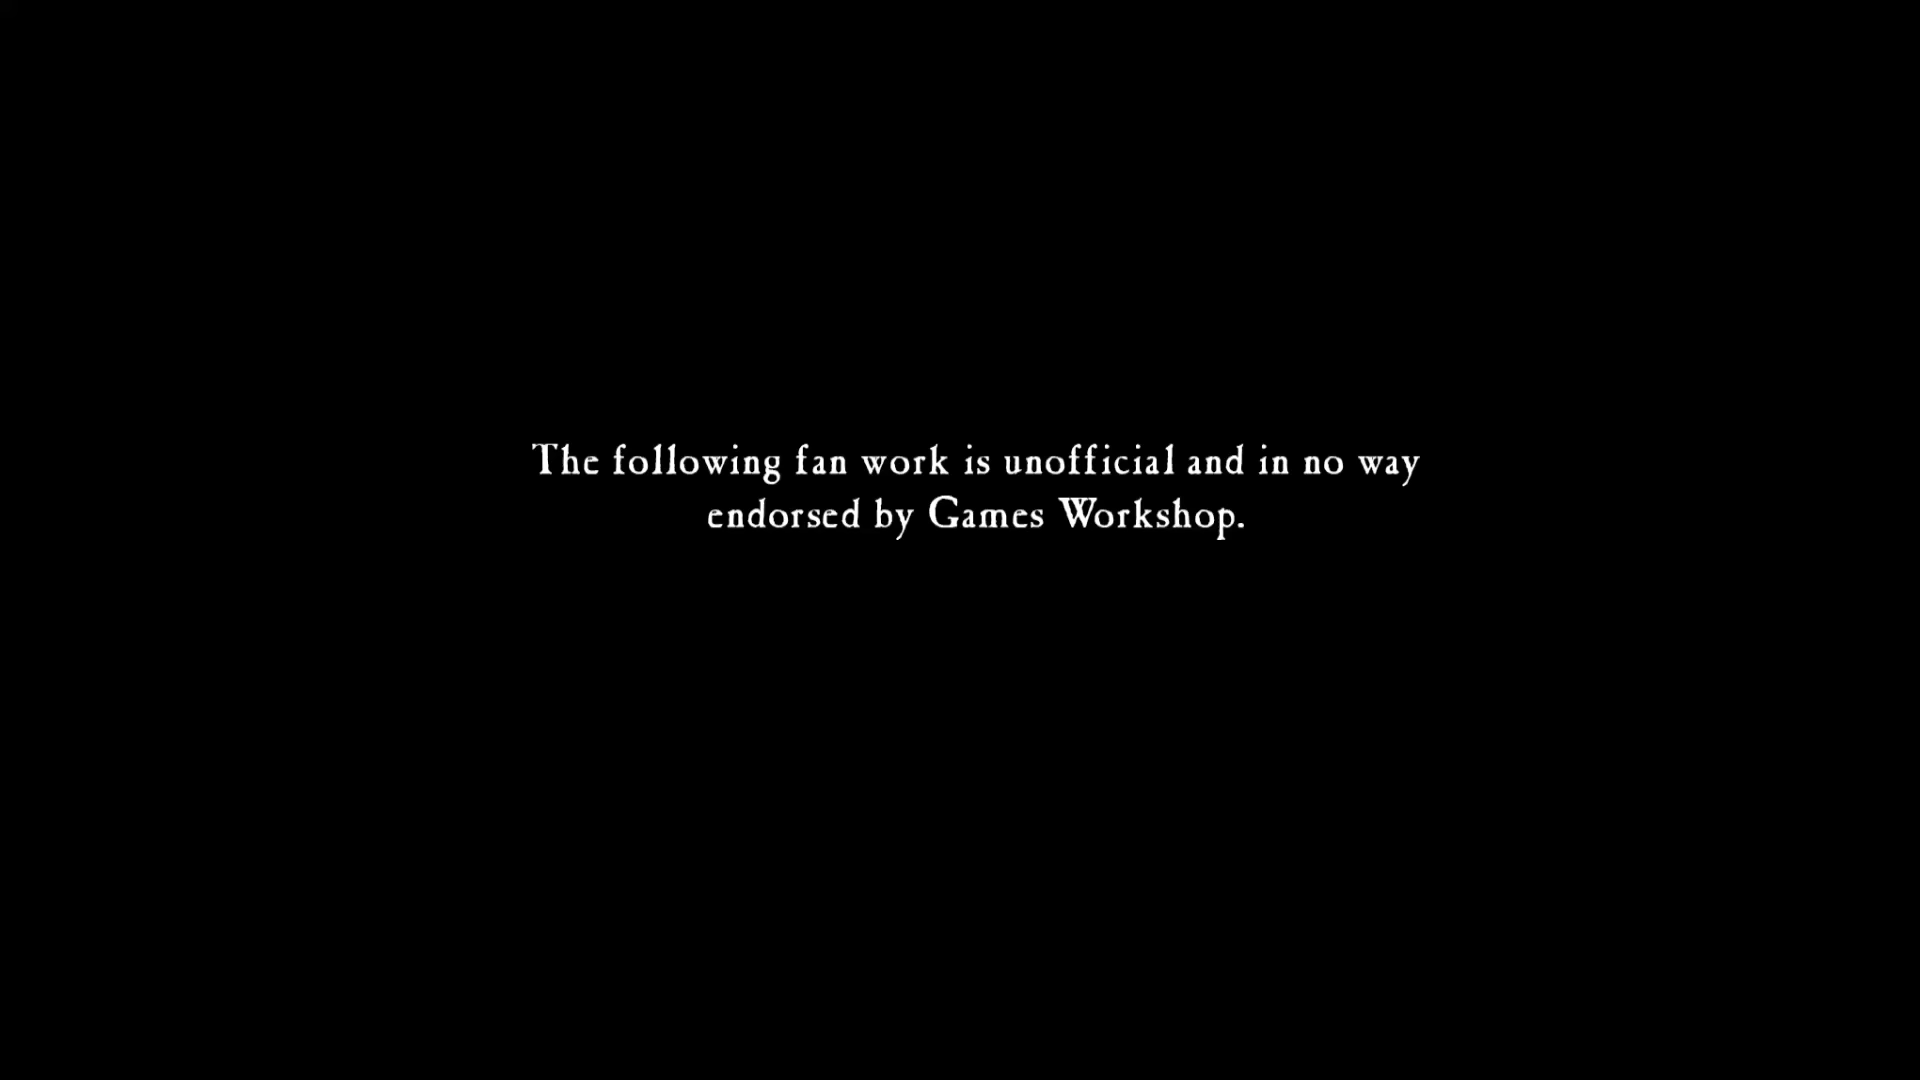 The following fan work is unofficial and in no way
endorsed by Games Workshop.